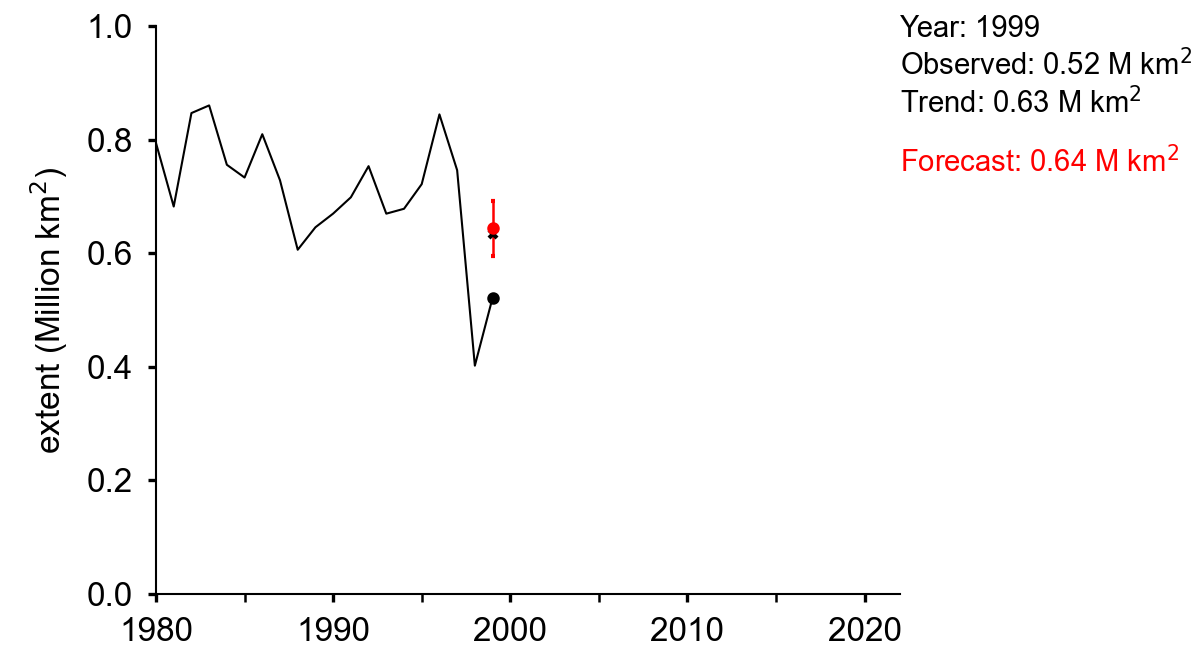 Year: 1999
Observed: 0.52 M km²
Trend: 0.63 M km²
Forecast: 0.64 M km²
extent (Million km²)
1.0
0.8
0.6
0.4
0.2
0.0
1980 1990 2000 2010 2020